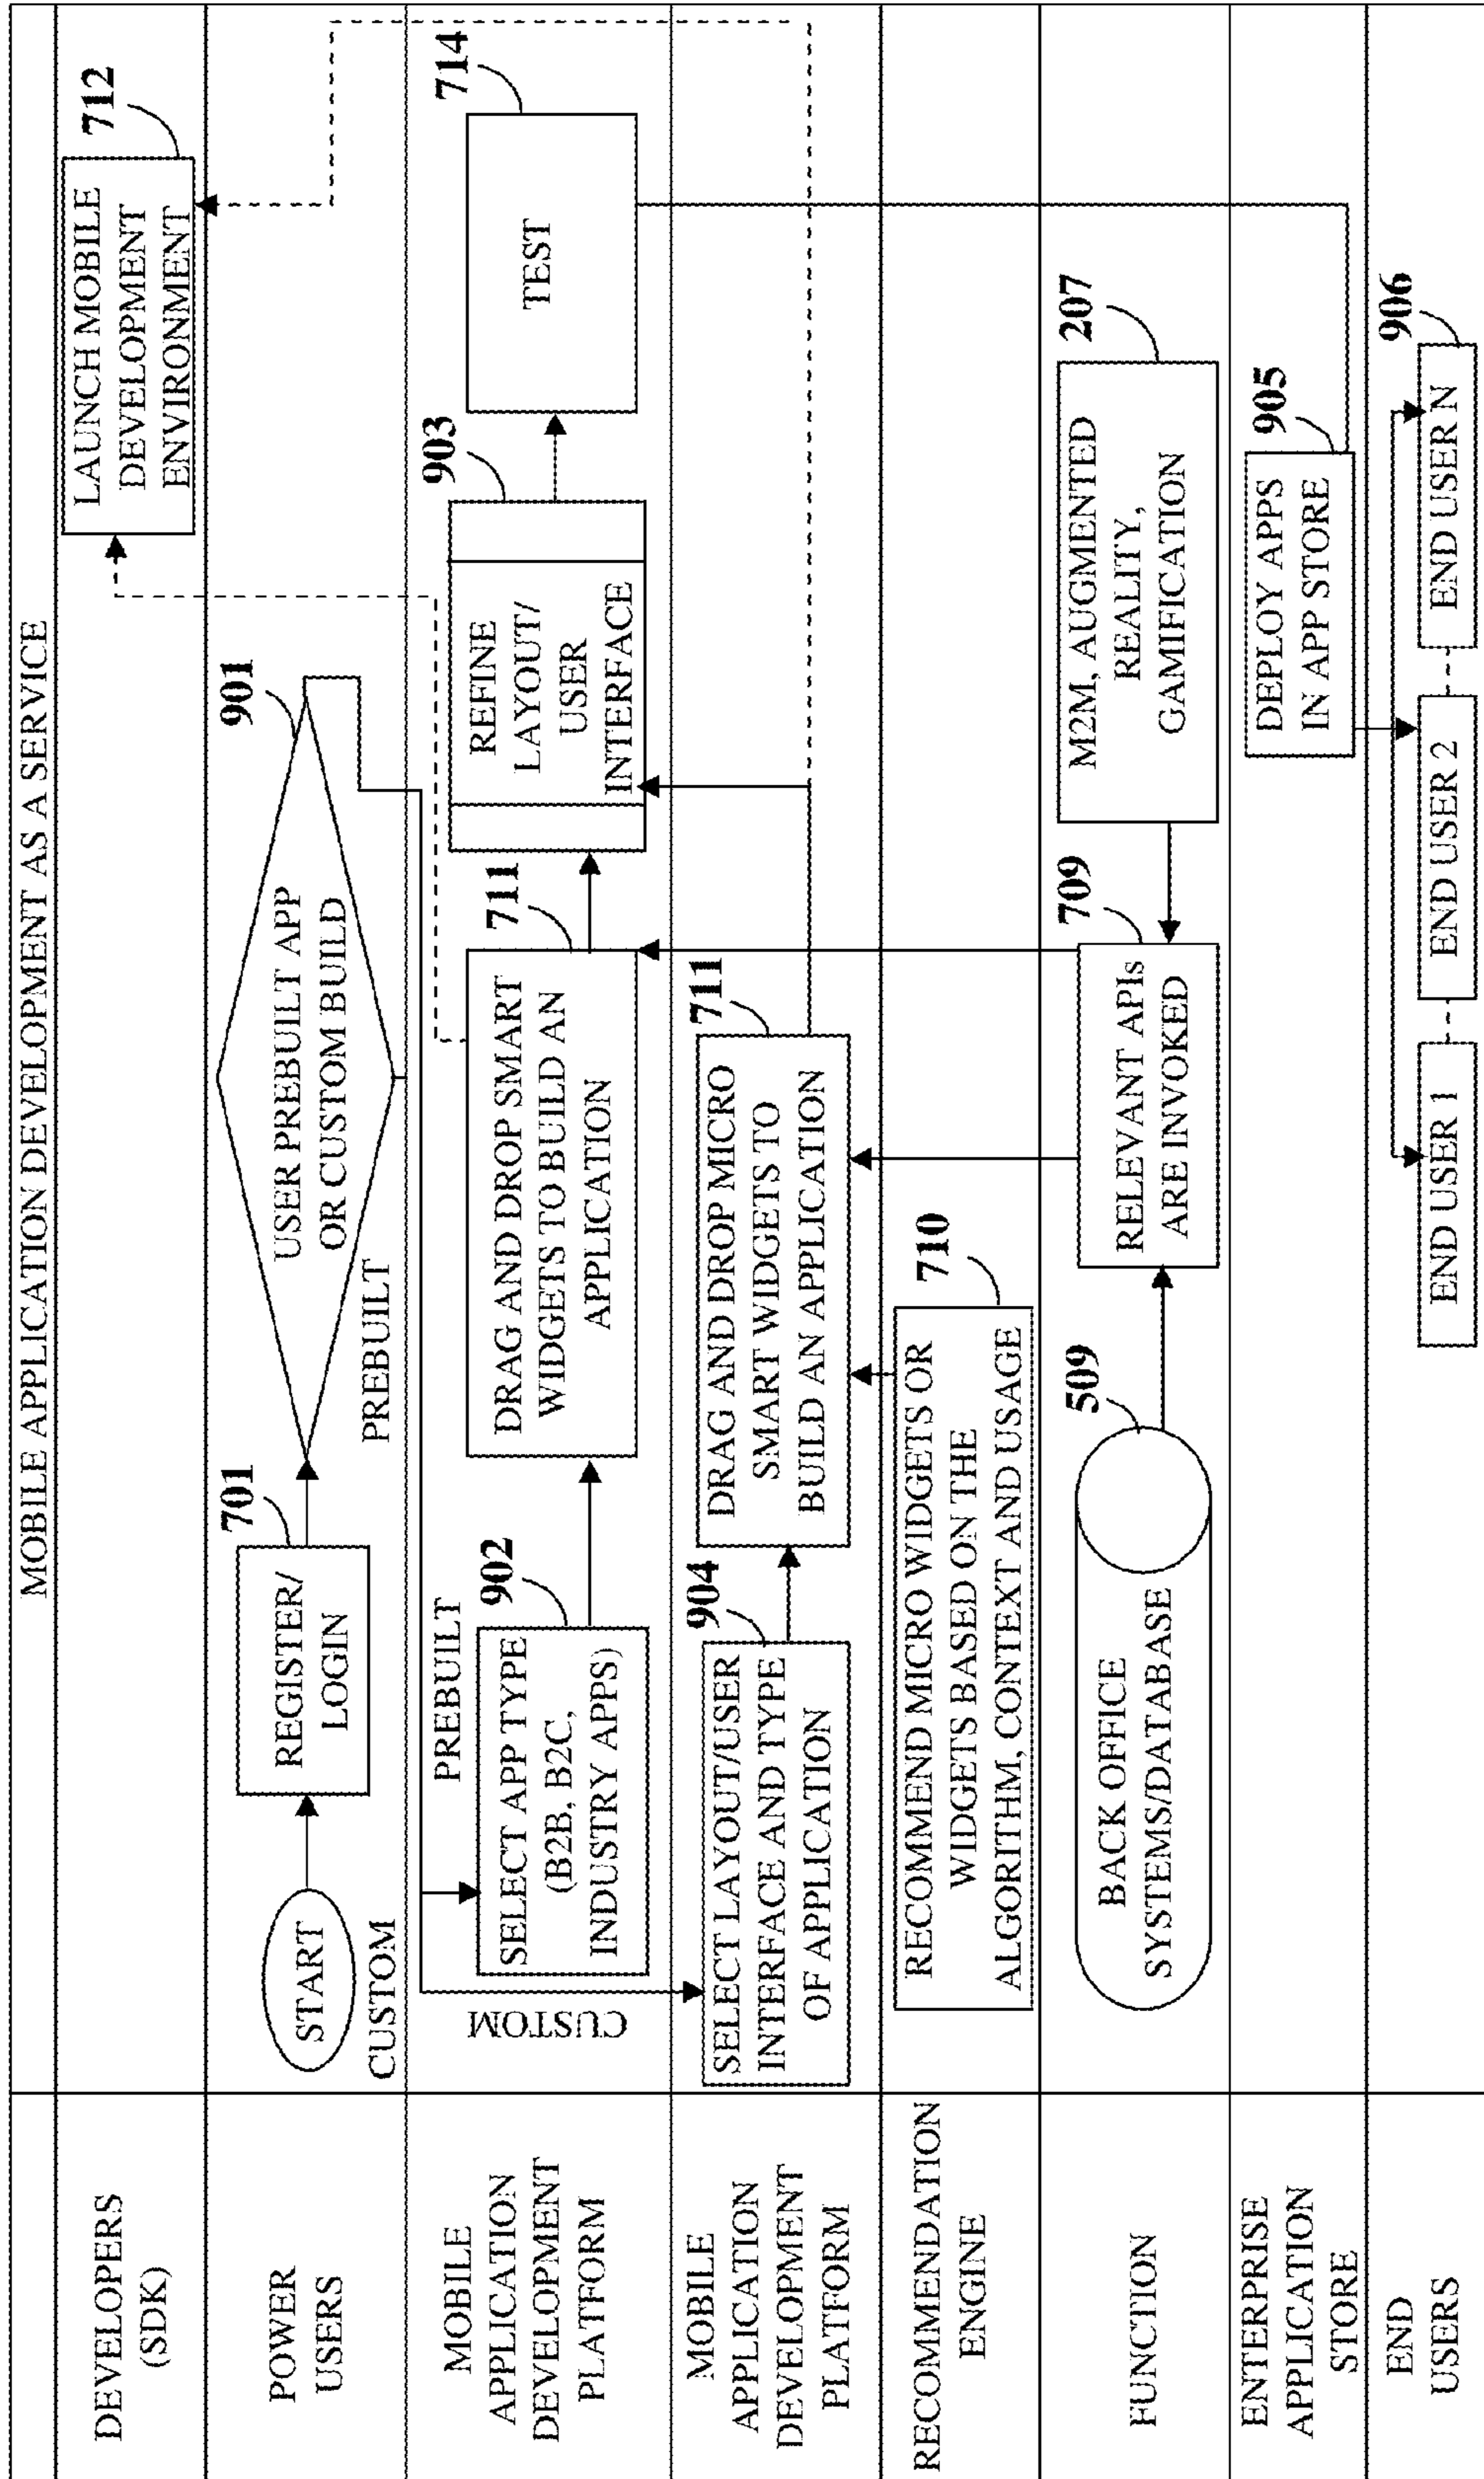 MOBILE APPLICATION DEVELOPMENT AS A SERVICE
DEVELOPERS
(SDK)
LAUNCH MOBILE
DEVELOPMENT
ENVIRONMENT
712
POWER
USERS
START
CUSTOM
REGISTER/
LOGIN
701
USER PREBUILT APP
OR CUSTOM BUILD
901
PREBUILT
MOBILE
APPLICATION
DEVELOPMENT
PLATFORM
CUSTOM
PREBUILT
SELECT APP TYPE
(B2B, B2C,
INDUSTRY APPS)
902
DRAG AND DROP SMART
WIDGETS TO BUILD AN
APPLICATION
711
REFINE
LAYOUT/
USER
INTERFACE
903
TEST
714
MOBILE
APPLICATION
DEVELOPMENT
PLATFORM
SELECT LAYOUT/USER
INTERFACE AND TYPE
OF APPLICATION
904
DRAG AND DROP MICRO
SMART WIDGETS TO
BUILD AN APPLICATION
711
RECOMMENDATION
ENGINE
RECOMMEND MICRO WIDGETS OR
WIDGETS BASED ON THE
ALGORITHM, CONTEXT AND USAGE
710
FUNCTION
BACK OFFICE
SYSTEMS/DATABASE
509
RELEVANT APIs
ARE INVOKED
709
M2M, AUGMENTED
REALITY,
GAMIFICATION
207
ENTERPRISE
APPLICATION
STORE
DEPLOY APPS
IN APP STORE
905
END
USERS
END USER 1
END USER 2
END USER N
906